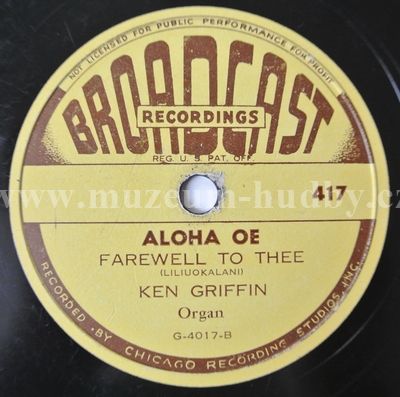 NOT LICENSED FOR PUBLIC PERFORMANCE FOR PROFIT
BROADCAST
RECORDINGS
REG. U. S. PAT. OFF.
417
www.muzeum-hudby.cz
ALOHA OE
FAREWELL TO THEE
(LILIUOKALANI)
KEN GRIFFIN
Organ
G-4017-B
RECORDED BY CHICAGO RECORDING STUDIOS, INC.